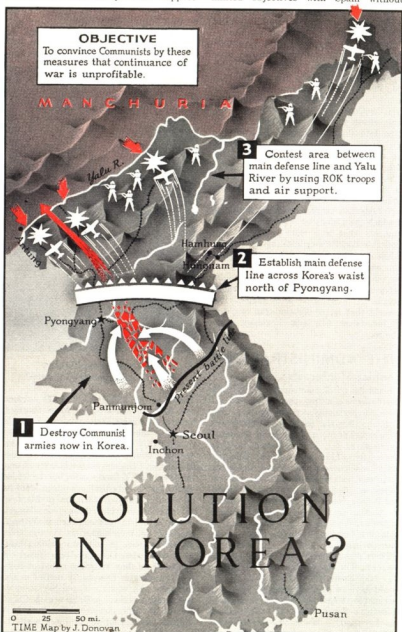 OBJECTIVE
To convince Communists by these
measures that continuance of
war is unprofitable.
MANCHURIA
Yalu R.
3 Contest area between
main defense line and Yalu
River by using ROK troops
and air support.
Antung
Hamhung
Hungnam
2 Establish main defense
line across Korea's waist
north of Pyongyang.
Pyongyang
Present battle line
Panmunjom
1 Destroy Communist
armies now in Korea.
Seoul
Inchon
SOLUTION
IN KOREA?
0 25 50 mi.
TIME Map by J. Donovan
Pusan